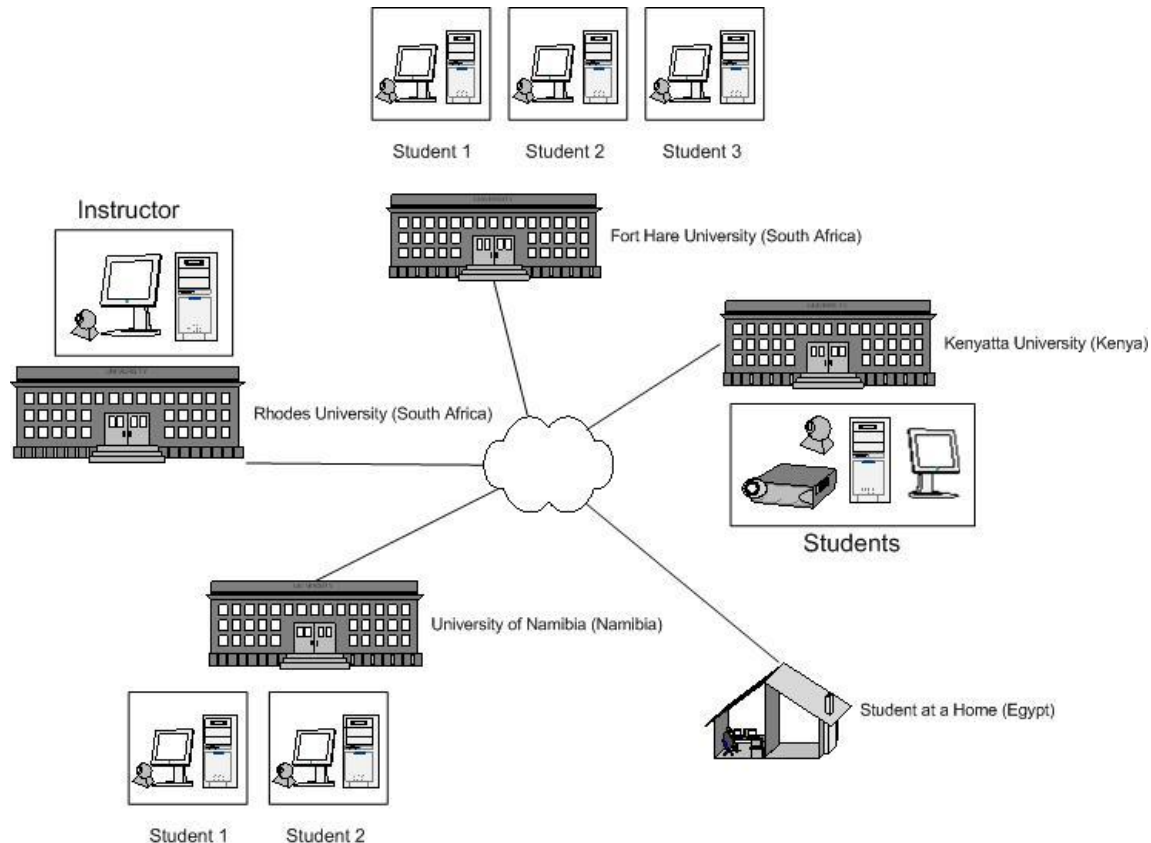 Student 1
Student 2
Student 3
Instructor
Fort Hare University (South Africa)
Kenyatta University (Kenya)
Rhodes University (South Africa)
Students
University of Namibia (Namibia)
Student at a Home (Egypt)
Student 1
Student 2